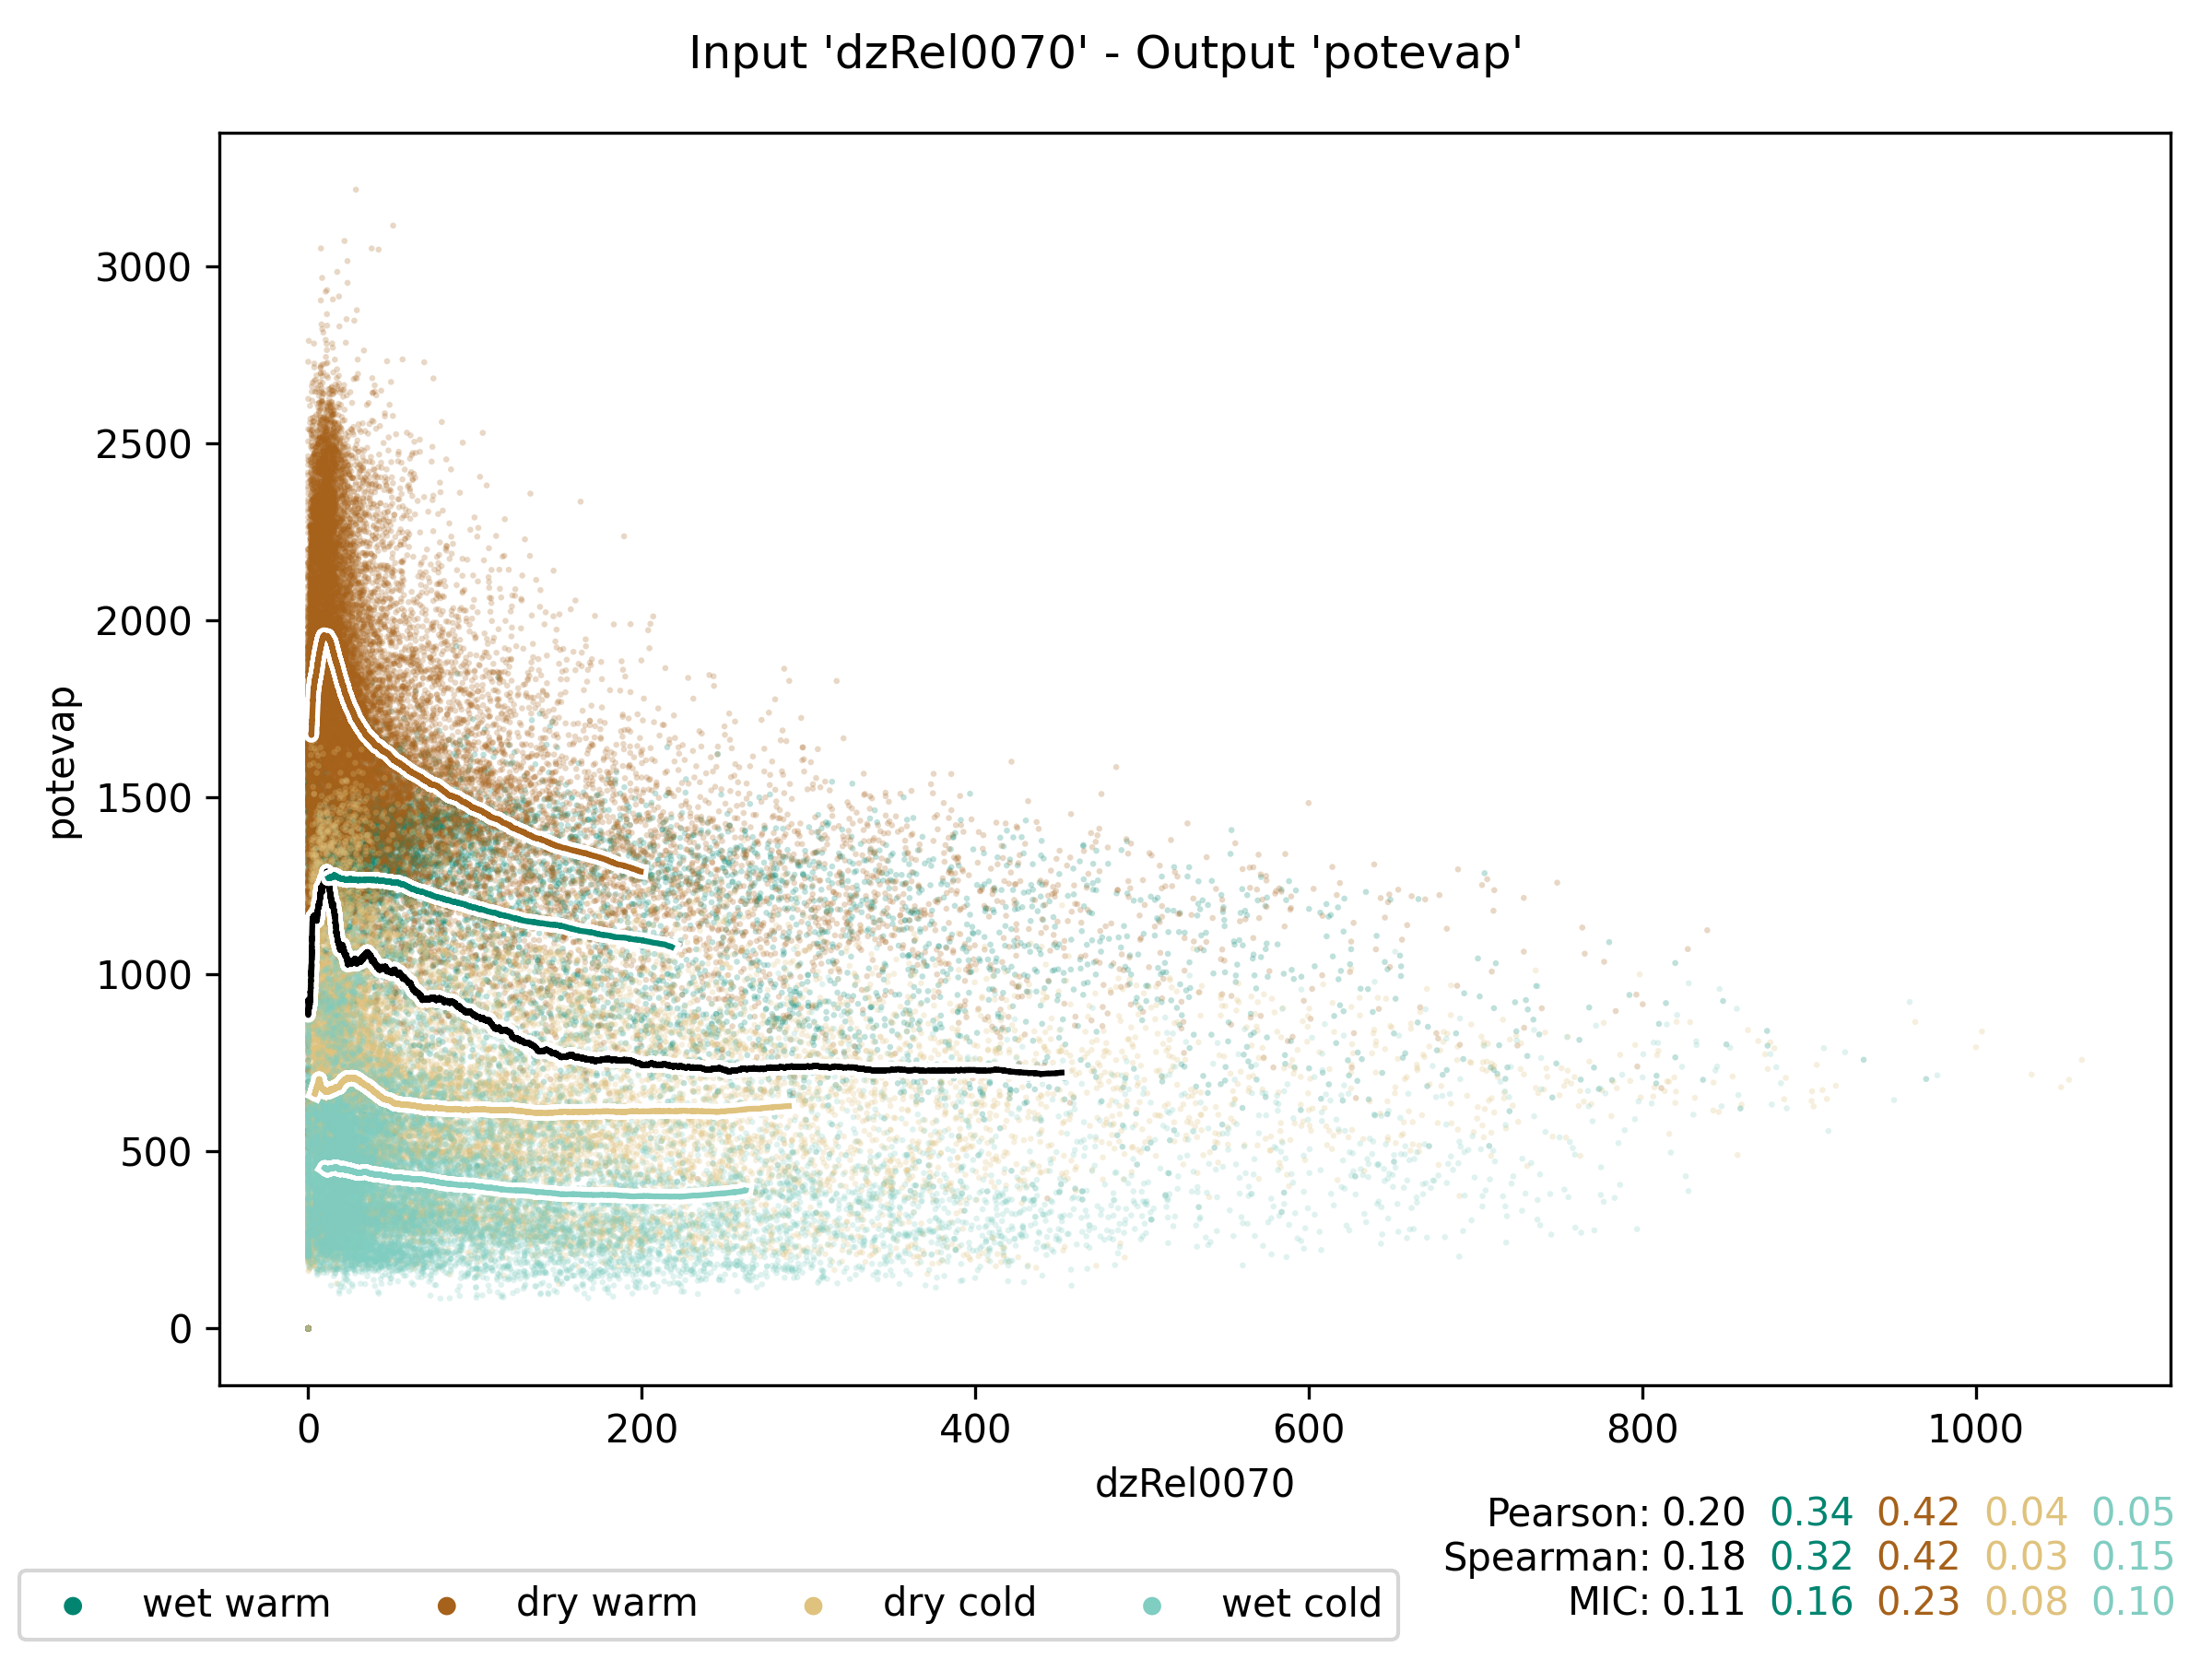 Input 'dzRel0070' - Output 'potevap'
3000
2500
2000
1500
1000
500
0
potevap
0 200 400 600 800 1000
dzRel0070
Pearson: 0.20 0.34 0.42 0.04 0.05
Spearman: 0.18 0.32 0.42 0.03 0.15
MIC: 0.11 0.16 0.23 0.08 0.10
wet warm dry warm dry cold wet cold